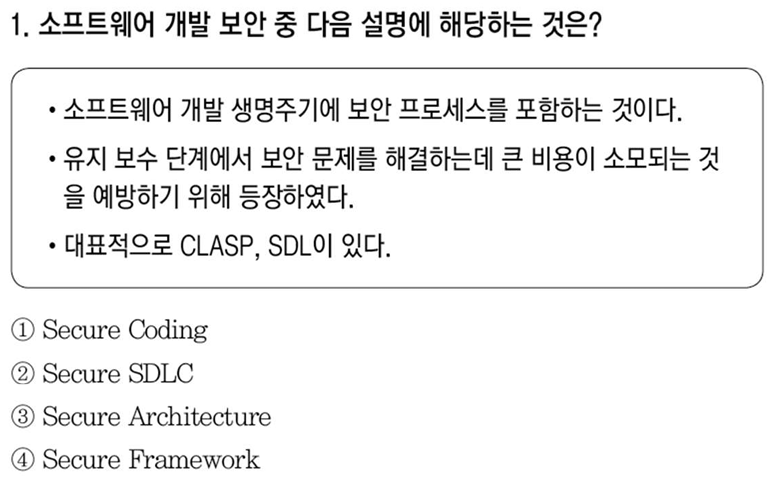 1. 소프트웨어 개발 보안 중 다음 설명에 해당하는 것은?
• 소프트웨어 개발 생명주기에 보안 프로세스를 포함하는 것이다.
• 유지 보수 단계에서 보안 문제를 해결하는데 큰 비용이 소모되는 것
을 예방하기 위해 등장하였다.
• 대표적으로 CLASP, SDL이 있다.
① Secure Coding
② Secure SDLC
③ Secure Architecture
④ Secure Framework